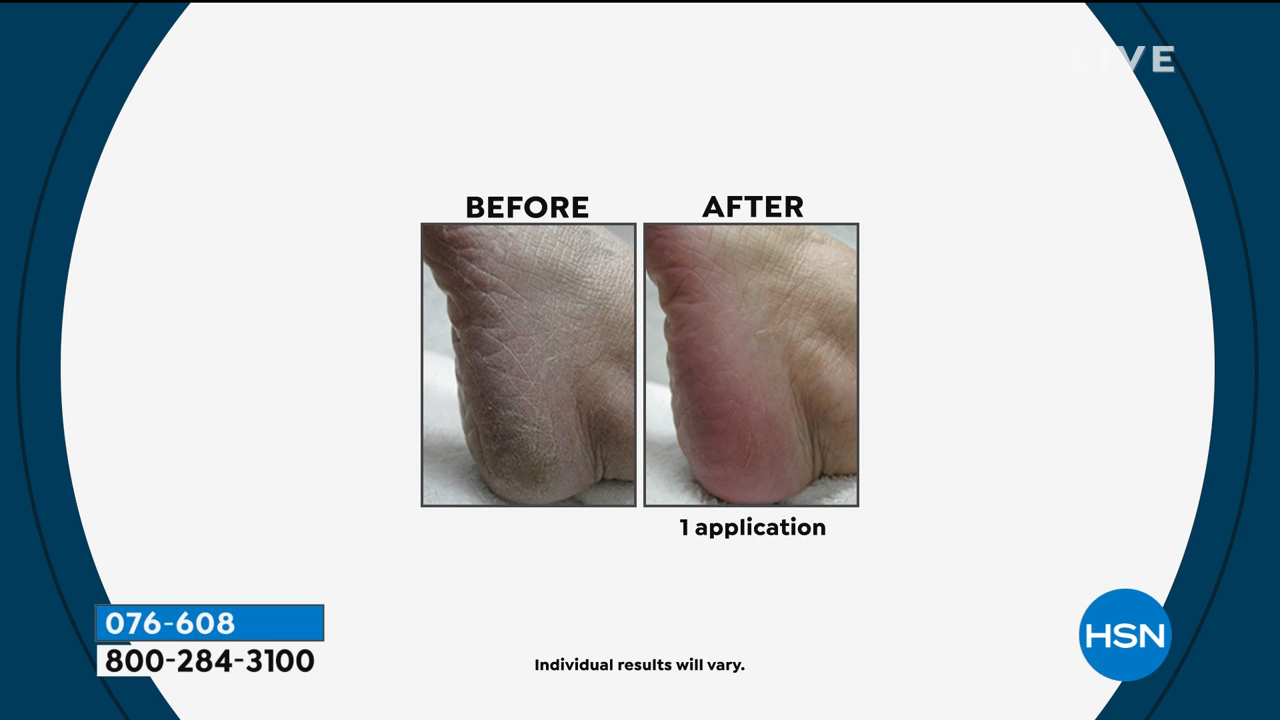 LIVE
BEFORE
AFTER
1 application
076-608
800-284-3100
HSN
Individual results will vary.